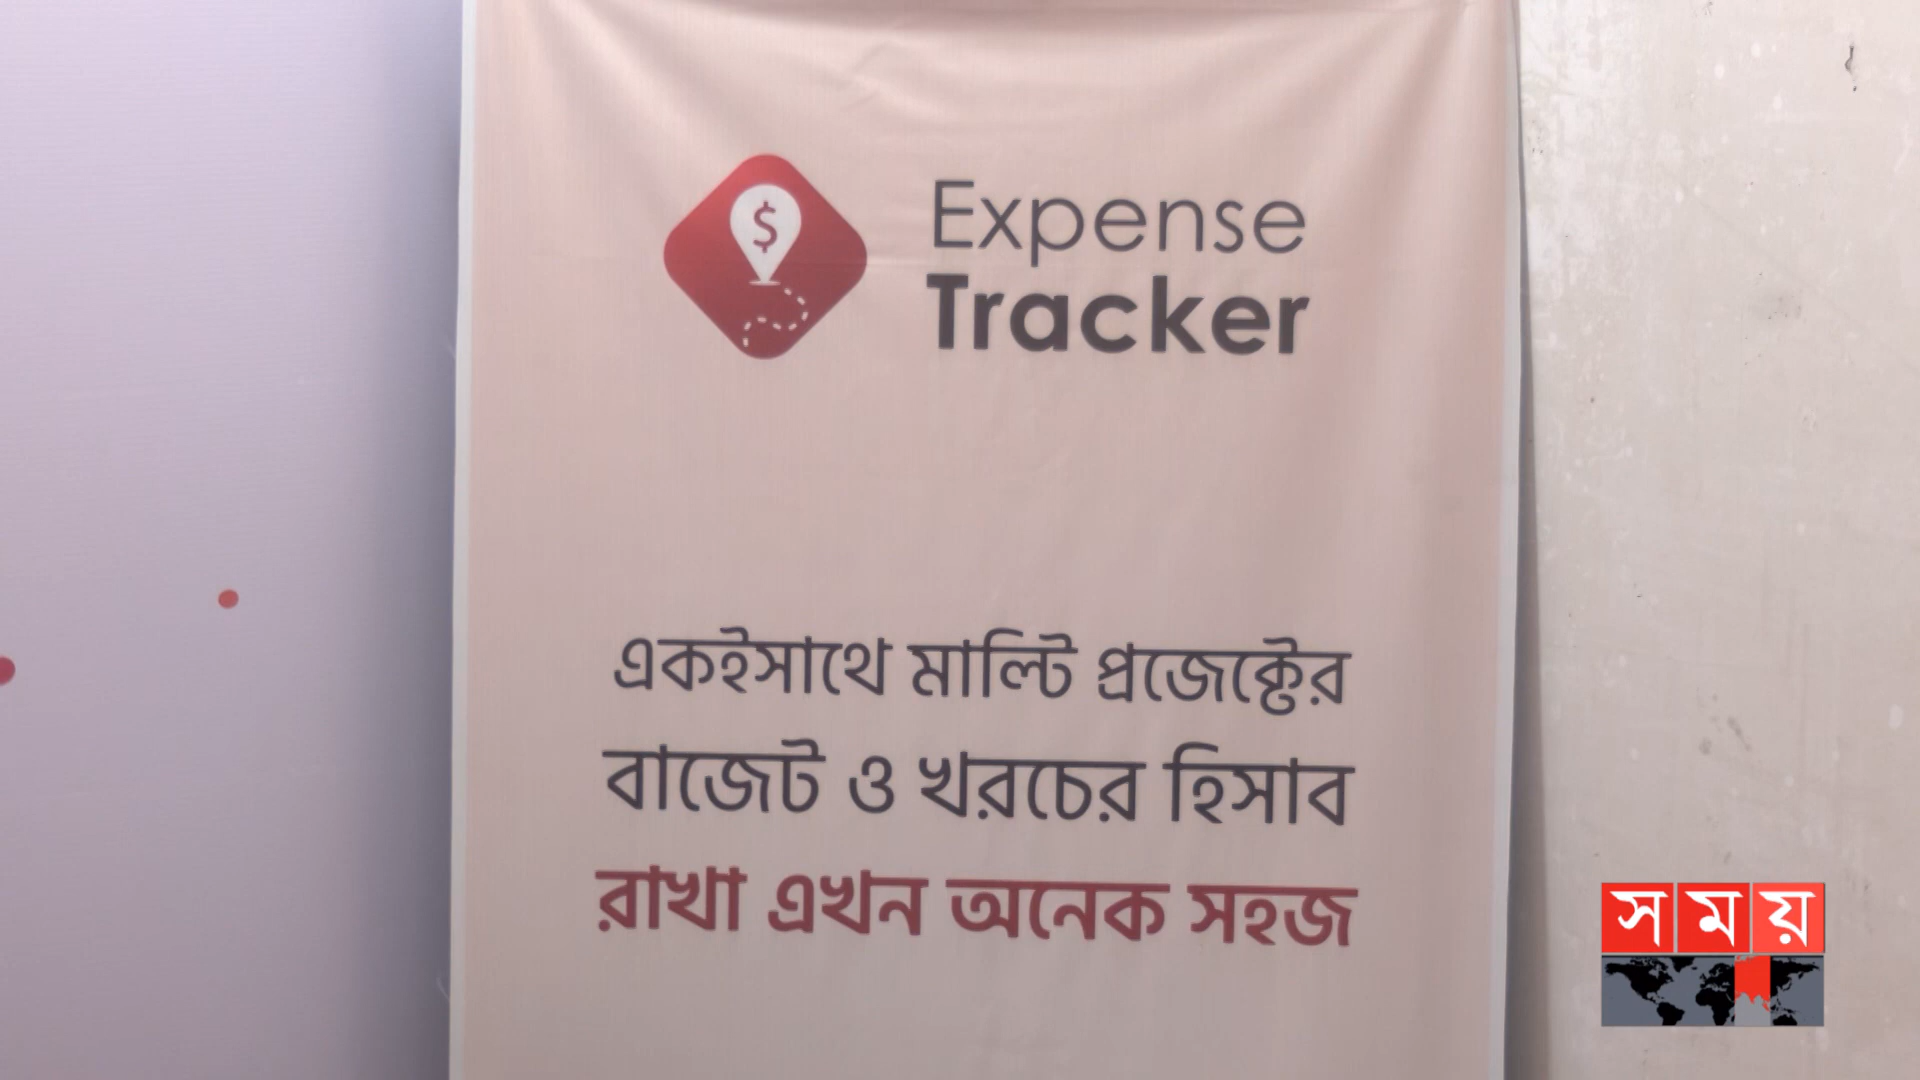 Expense
Tracker
একইসাথে মাল্টি প্রজেক্টের
বাজেট ও খরচের হিসাব
রাখা এখন অনেক সহজ
সময়